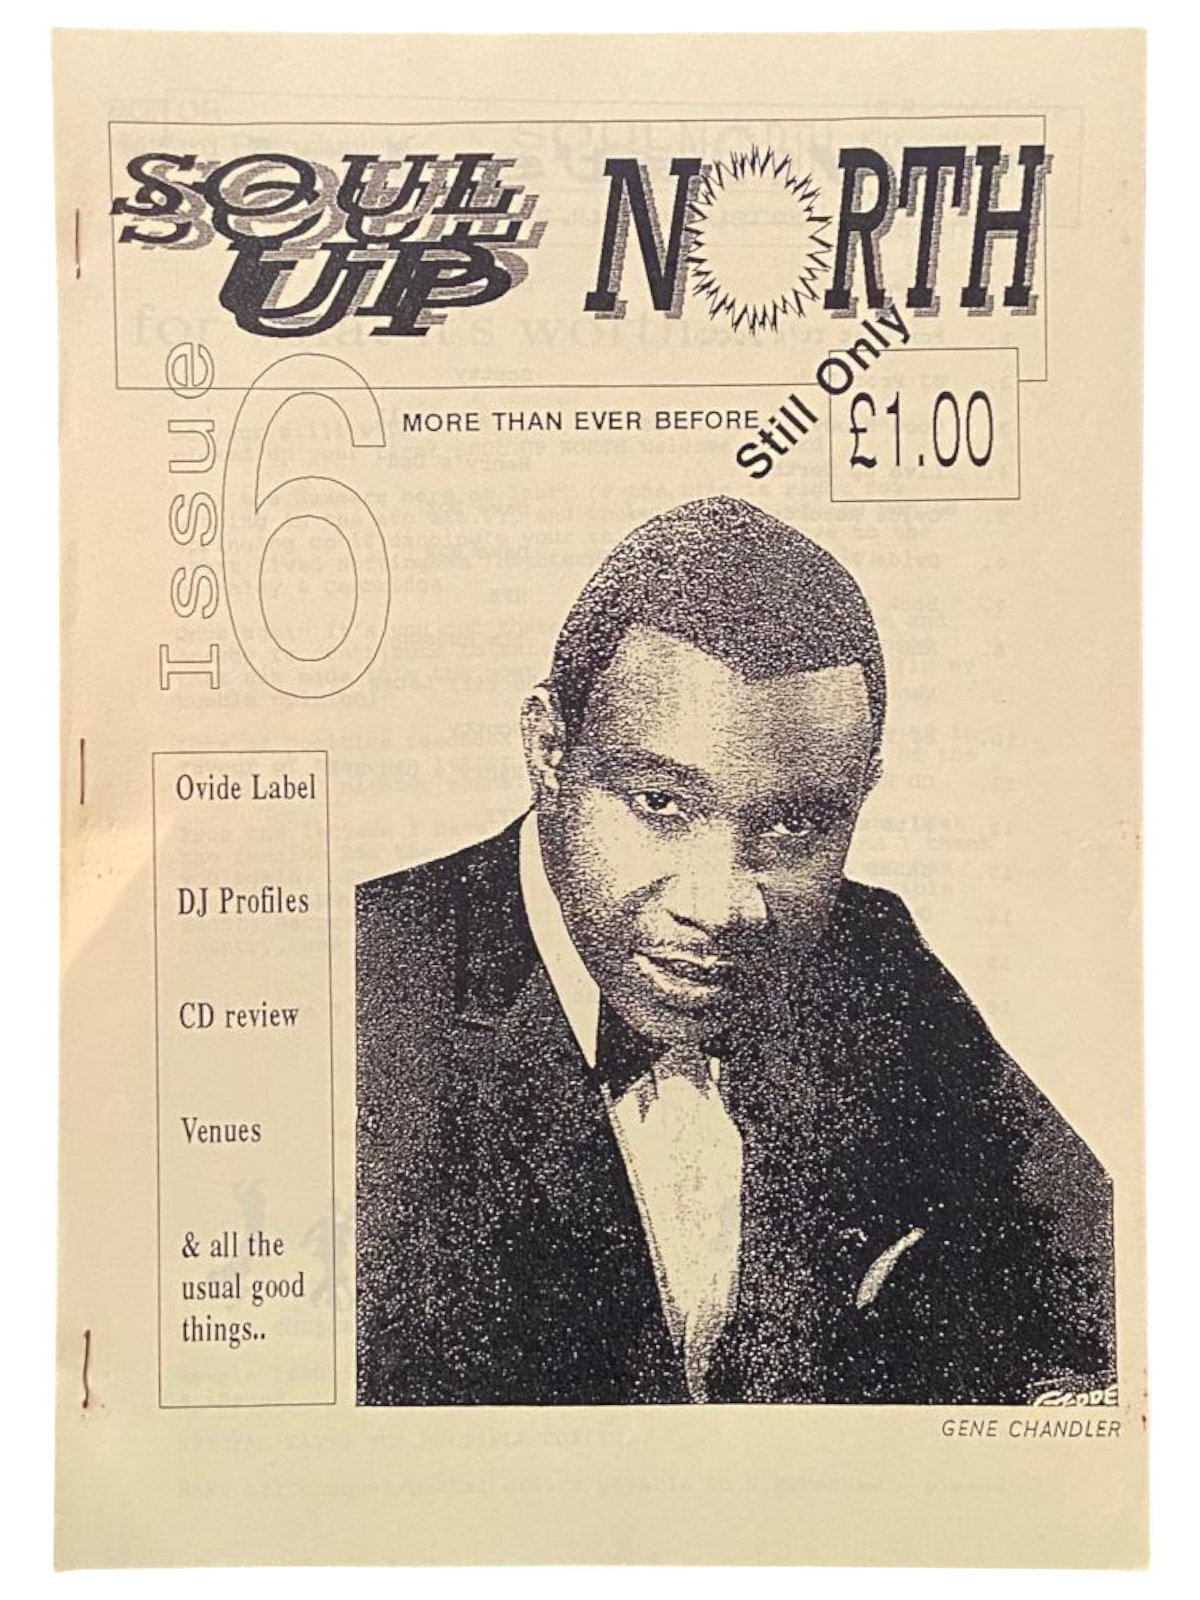 SOUL UP NORTH
Issue 6
MORE THAN EVER BEFORE
Still Only
£1.00
Ovide Label
DJ Profiles
CD review
Venues
& all the
usual good
things..
GENE CHANDLER